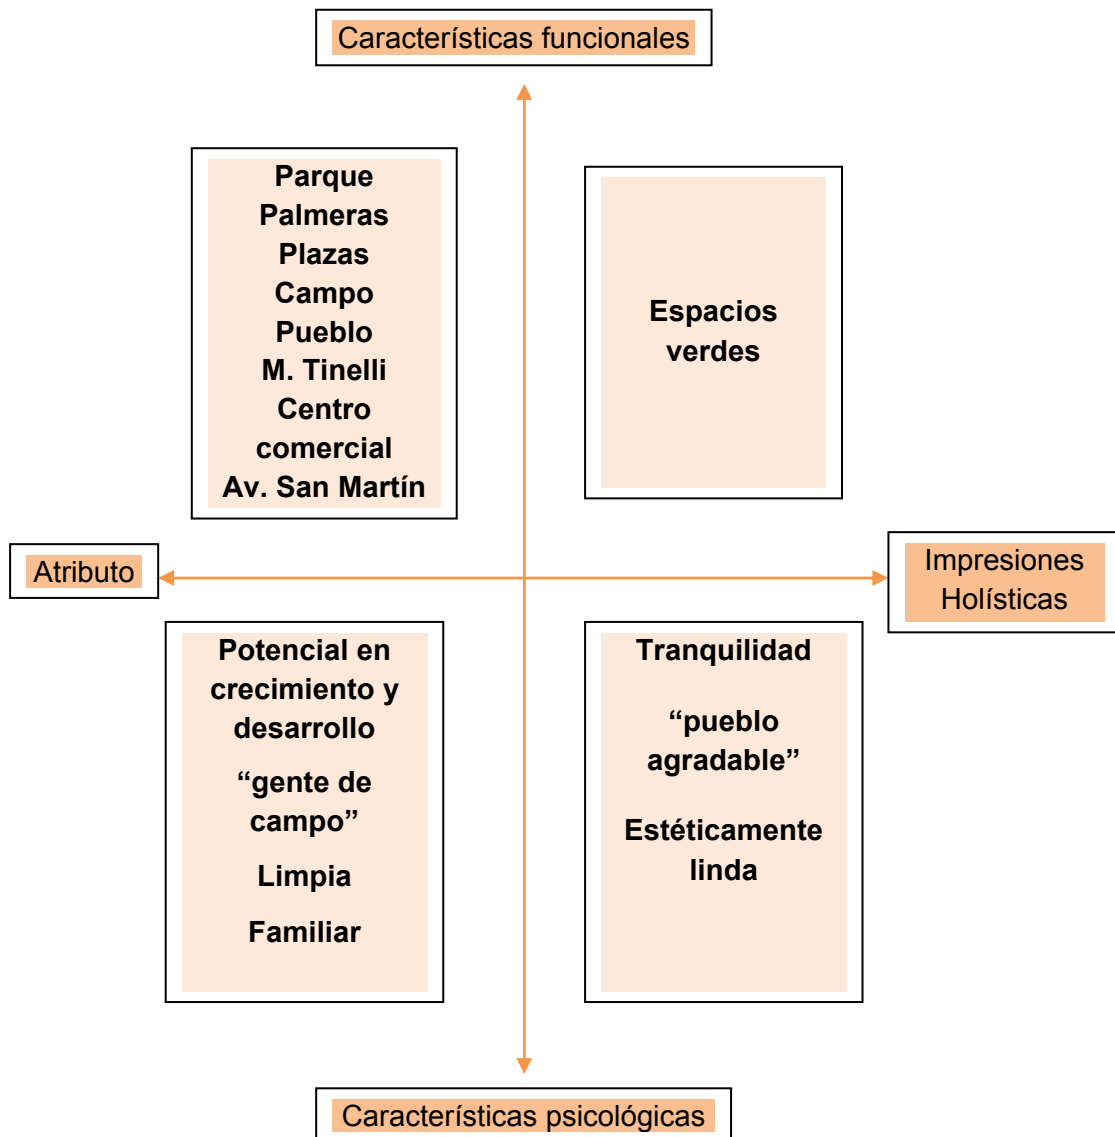 Características funcionales
Parque
Palmeras
Plazas
Campo
Pueblo
M. Tinelli
Centro
comercial
Av. San Martín
Espacios
verdes
Atributo
Impresiones
Holísticas
Potencial en
crecimiento y
desarrollo
“gente de
campo”
Limpia
Familiar
Tranquilidad
“pueblo
agradable”
Estéticamente
linda
Características psicológicas